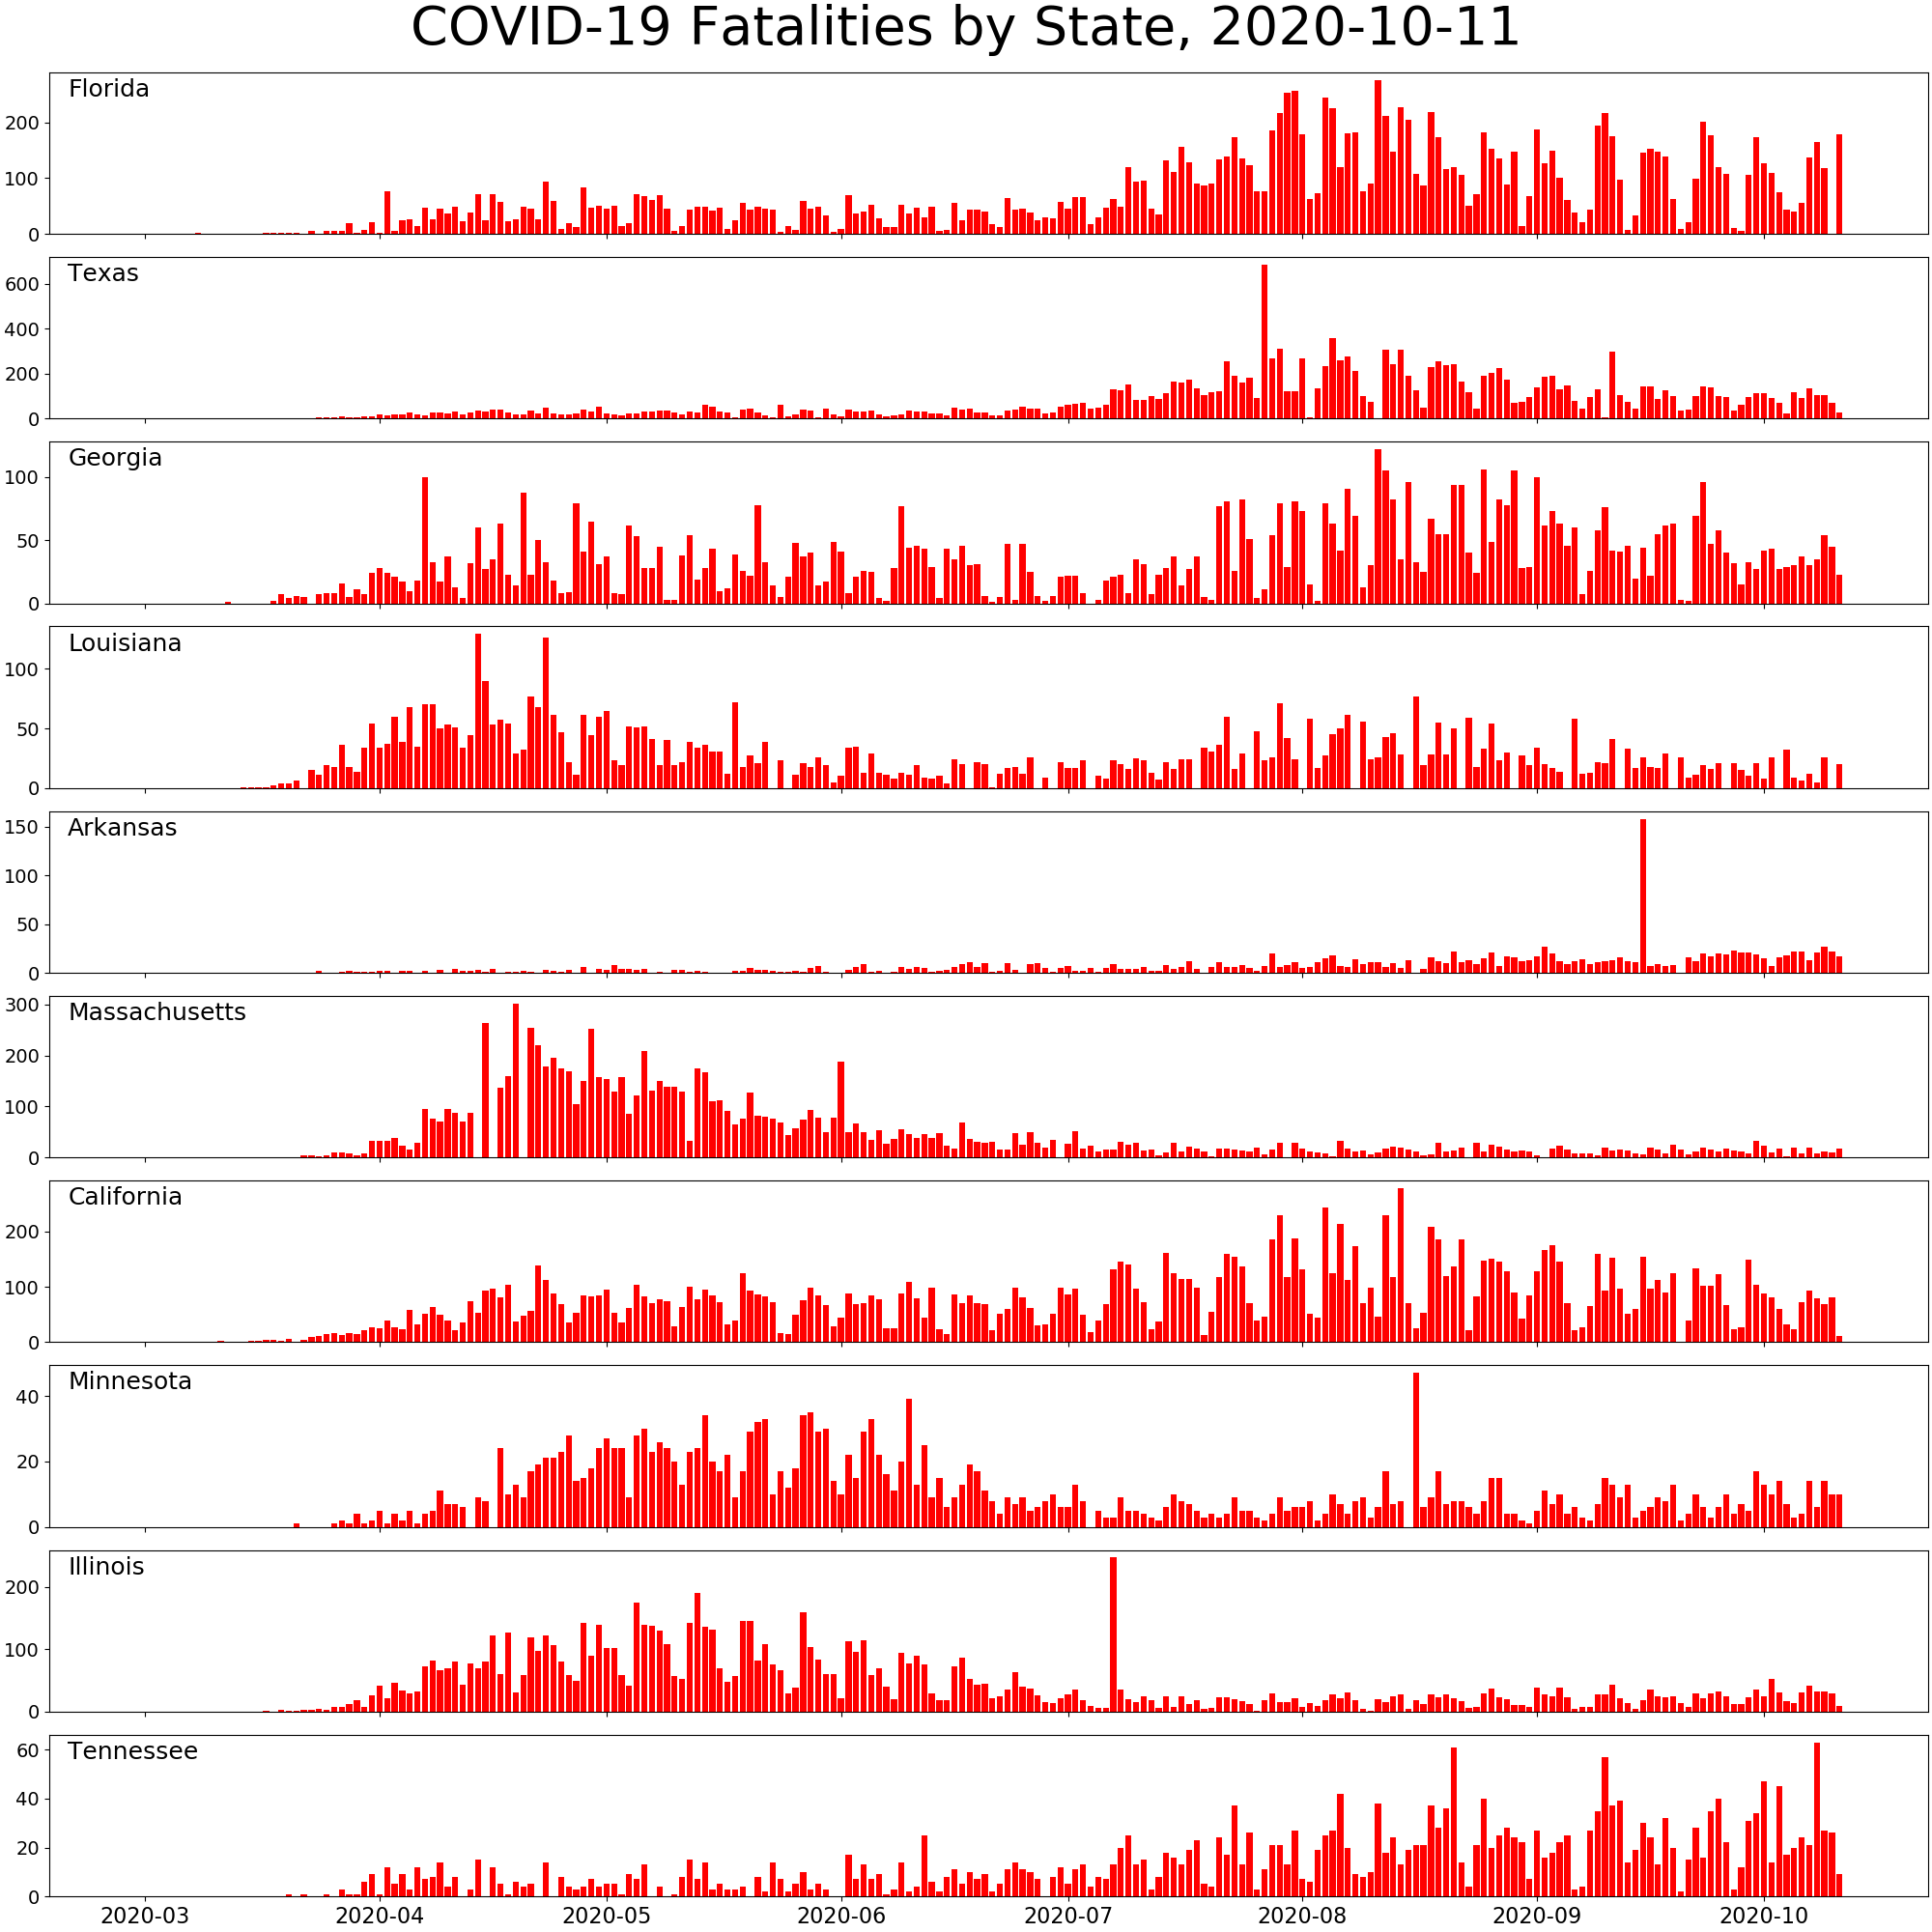 COVID-19 Fatalities by State, 2020-10-11
Florida
200
100
0
Texas
600
400
200
0
Georgia
100
50
0
Louisiana
100
50
0
Arkansas
150
100
50
0
Massachusetts
300
200
100
0
California
200
100
0
Minnesota
40
20
0
Illinois
200
100
0
Tennessee
60
40
20
0
2020-03 2020-04 2020-05 2020-06 2020-07 2020-08 2020-09 2020-10